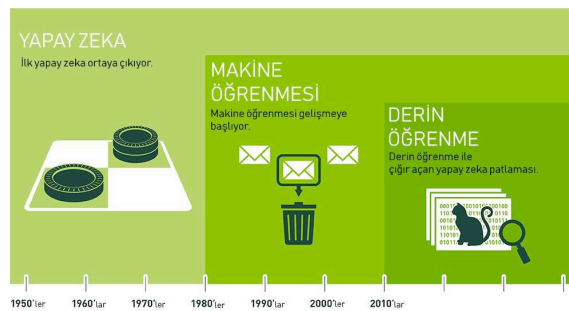 YAPAY ZEKA
İlk yapay zeka ortaya çıkıyor.
MAKİNE
ÖĞRENMESİ
Makine öğrenmesi gelişmeye
başlıyor.
DERİN
ÖĞRENME
Derin öğrenme ile
çığır açan yapay zeka patlaması.
1950'ler
1960'lar
1970'ler
1980'ler
1990'lar
2000'ler
2010'lar